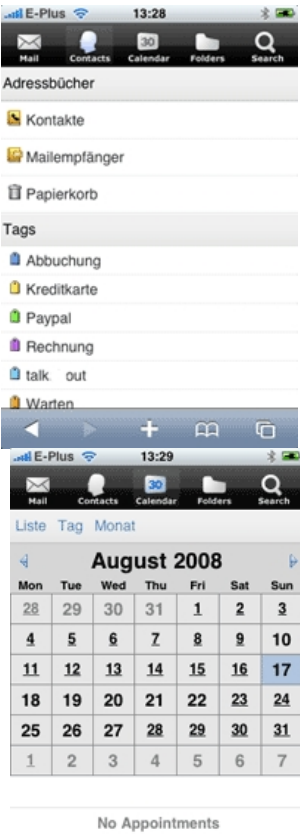 E-Plus 13:28
Mail Contacts 30 Calendar Folders Search
Adressbücher
Kontakte
Mailempfänger
Papierkorb
Tags
Abbuchung
Kreditkarte
Paypal
Rechnung
talk out
Warten
E-Plus 13:29
Mail Contacts 30 Calendar Folders Search
Liste Tag Monat
August 2008
Mon Tue Wed Thu Fri Sat Sun
28 29 30 31 1 2 3
4 5 6 7 8 9 10
11 12 13 14 15 16 17
18 19 20 21 22 23 24
25 26 27 28 29 30 31
1 2 3 4 5 6 7
No Appointments